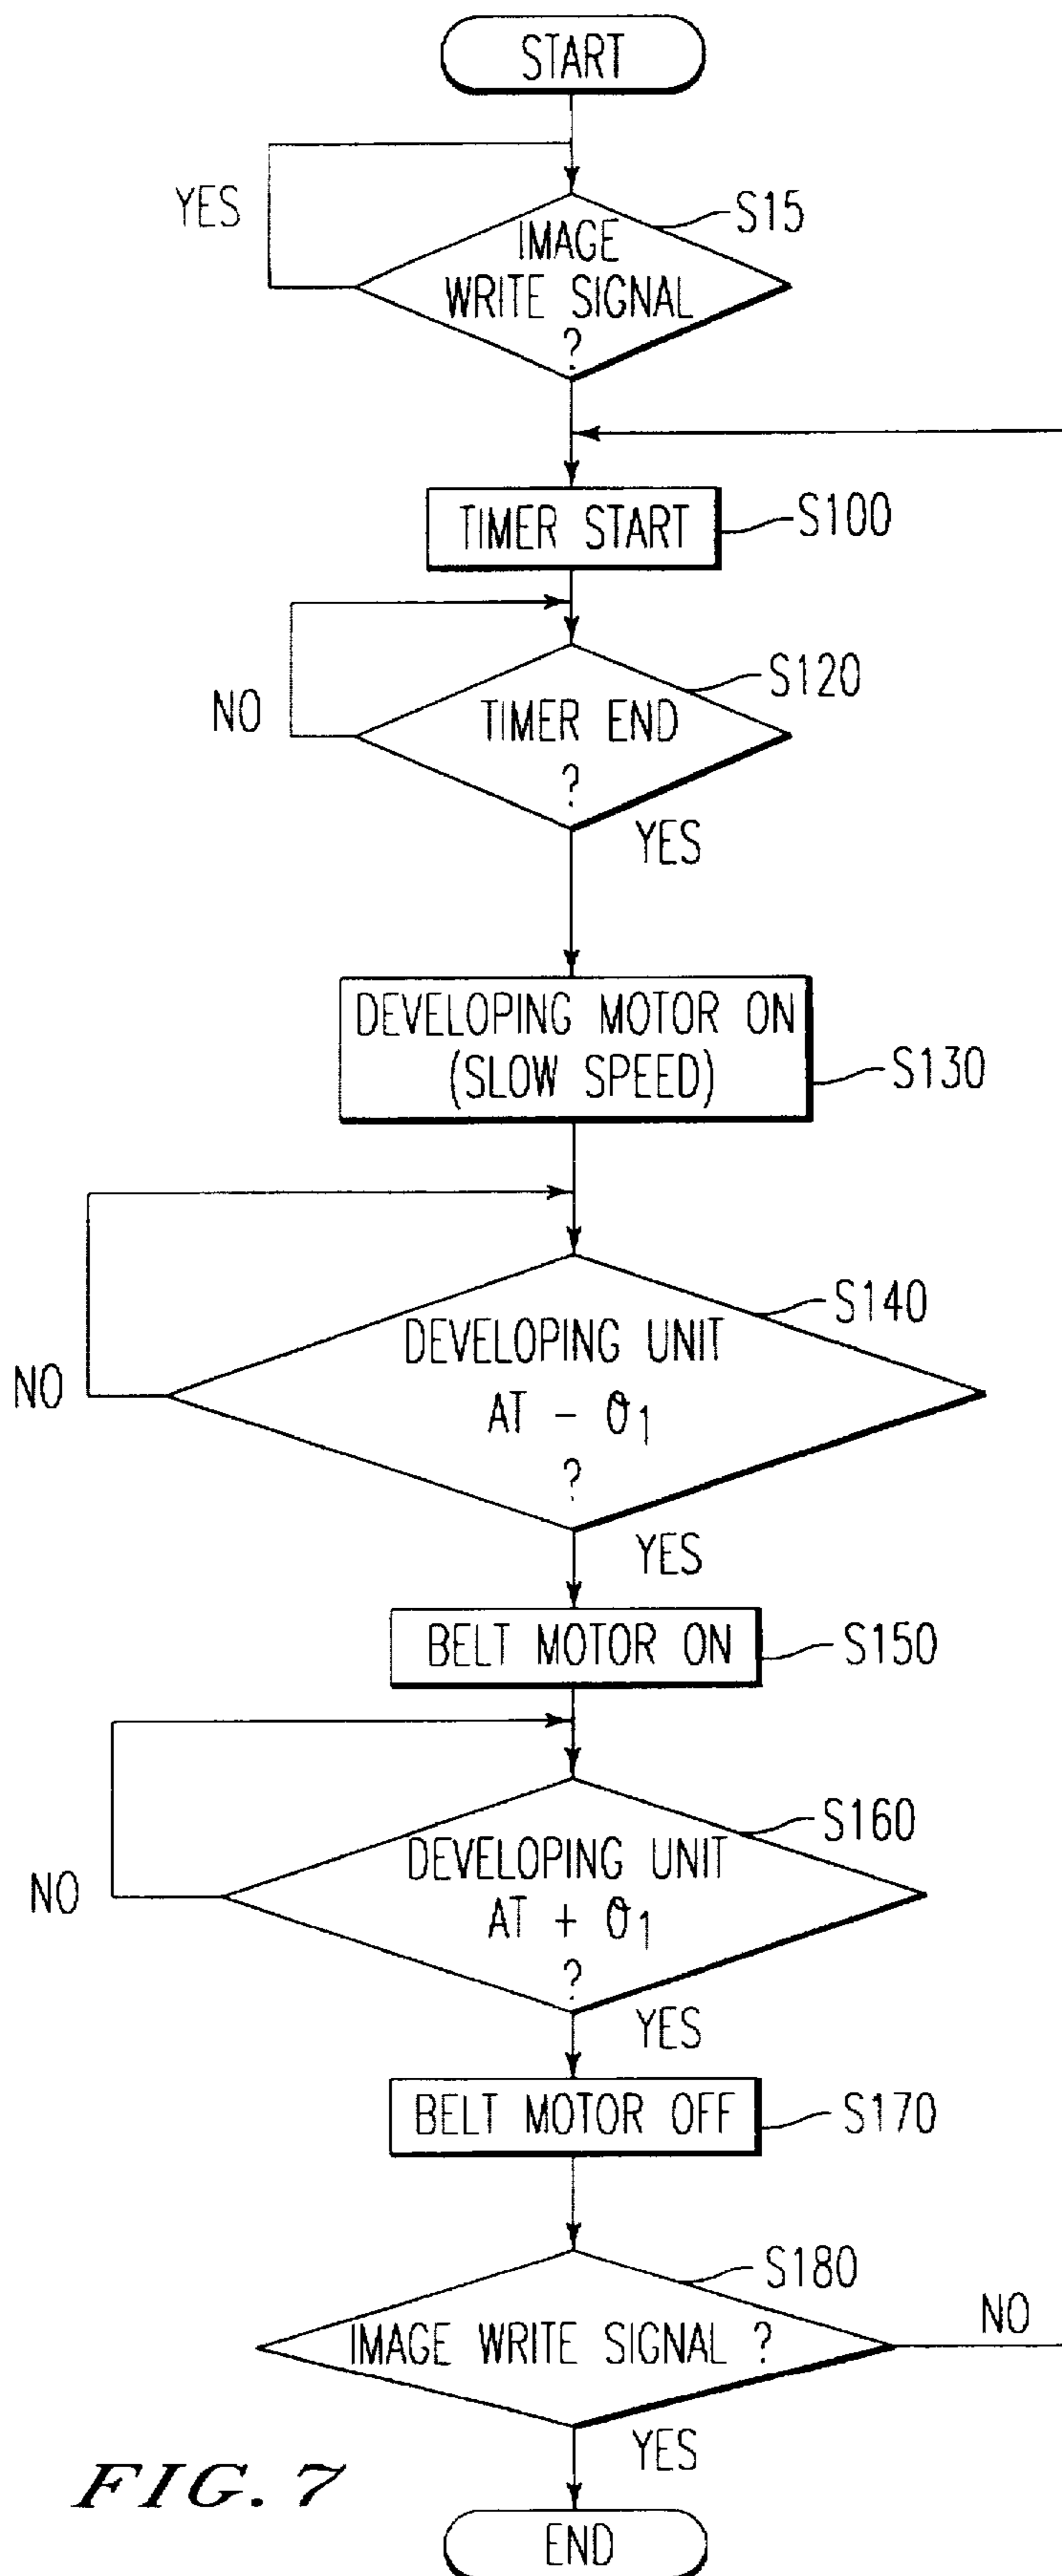 START
YES
S15
IMAGE
WRITE SIGNAL
?
TIMER START
S100
S120
NO
TIMER END
?
YES
DEVELOPING MOTOR ON
(SLOW SPEED)
S130
S140
DEVELOPING UNIT
NO
AT - θ1
?
YES
BELT MOTOR ON
S150
S160
DEVELOPING UNIT
NO
AT + θ1
?
YES
BELT MOTOR OFF
S170
S180
NO
IMAGE WRITE SIGNAL ?
YES
FIG. 7
END